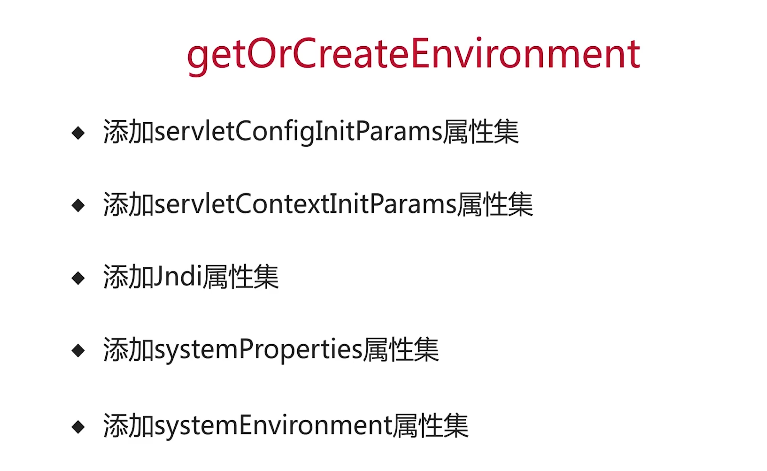 getOrCreateEnvironment
◆ 添加servletConfigInitParams属性集
◆ 添加servletContextInitParams属性集
◆ 添加Jndi属性集
◆ 添加systemProperties属性集
◆ 添加systemEnvironment属性集